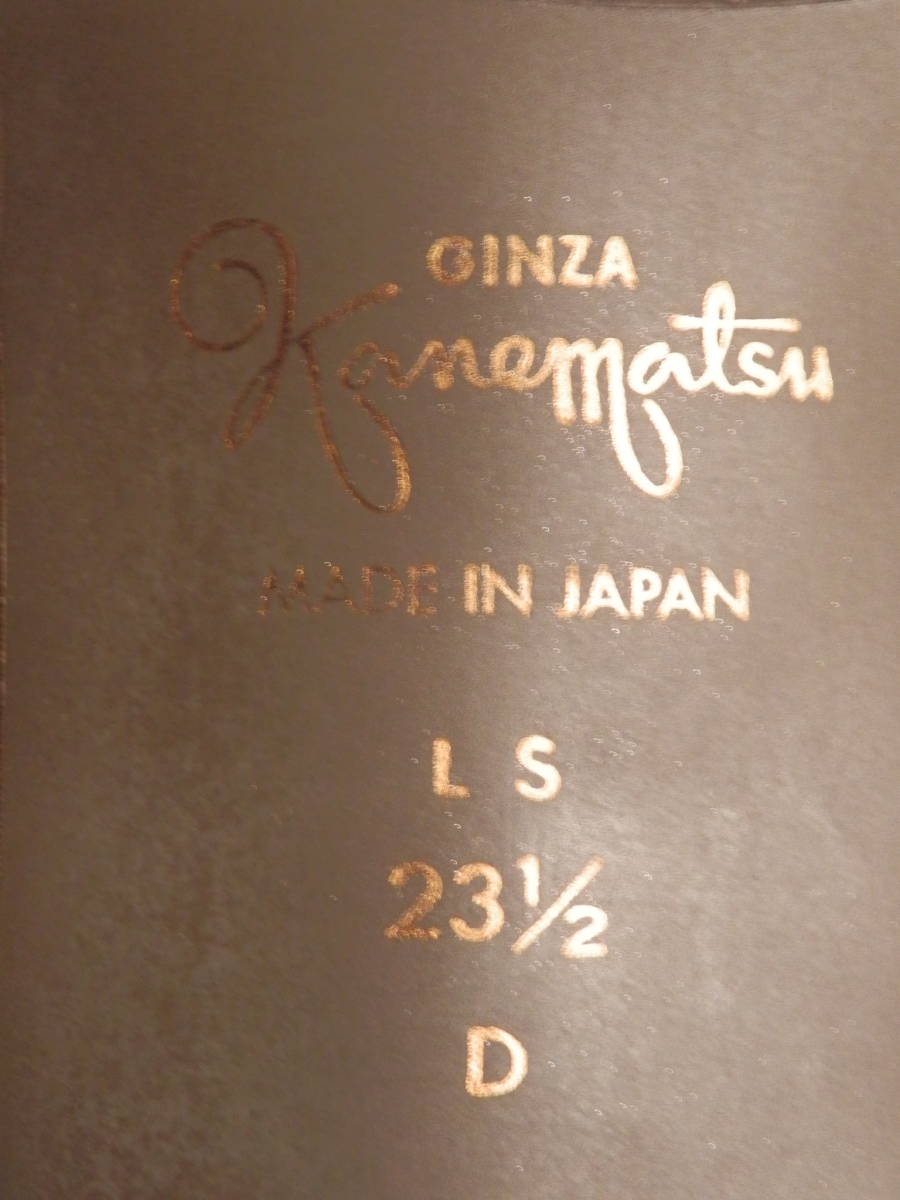 GINZA
Kanematsu
MADE IN JAPAN
L S
23½
D